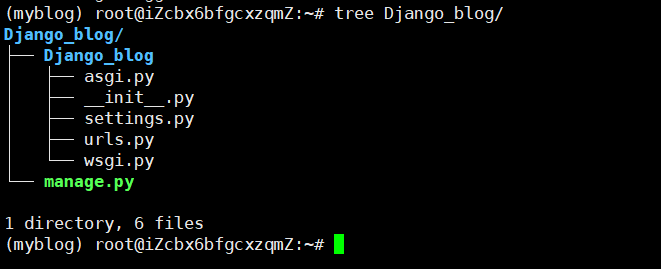 (myblog) root@iZcbx6bfgcxzqmZ:~# tree Django_blog/
Django_blog/
├── Django_blog
│   ├── asgi.py
│   ├── __init__.py
│   ├── settings.py
│   ├── urls.py
│   └── wsgi.py
└── manage.py

1 directory, 6 files
(myblog) root@iZcbx6bfgcxzqmZ:~#